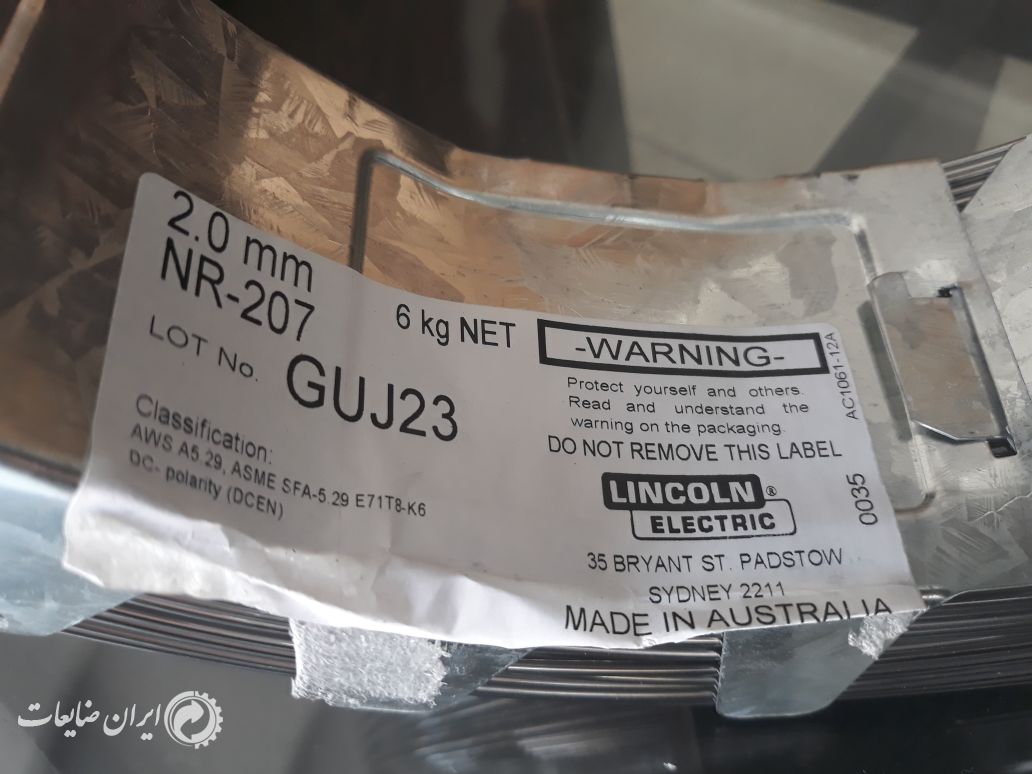 2.0 mm
NR-207
6 kg NET
LOT No. GUJ23
Classification:
AWS A5.29, ASME SFA-5.29 E71T8-K6
DC- polarity (DCEN)
-WARNING-
Protect yourself and others.
Read and understand the
warning on the packaging.
DO NOT REMOVE THIS LABEL
LINCOLN ®
ELECTRIC
35 BRYANT ST. PADSTOW
SYDNEY 2211
MADE IN AUSTRALIA
AC1061-12A
0035
ایران ضایعات